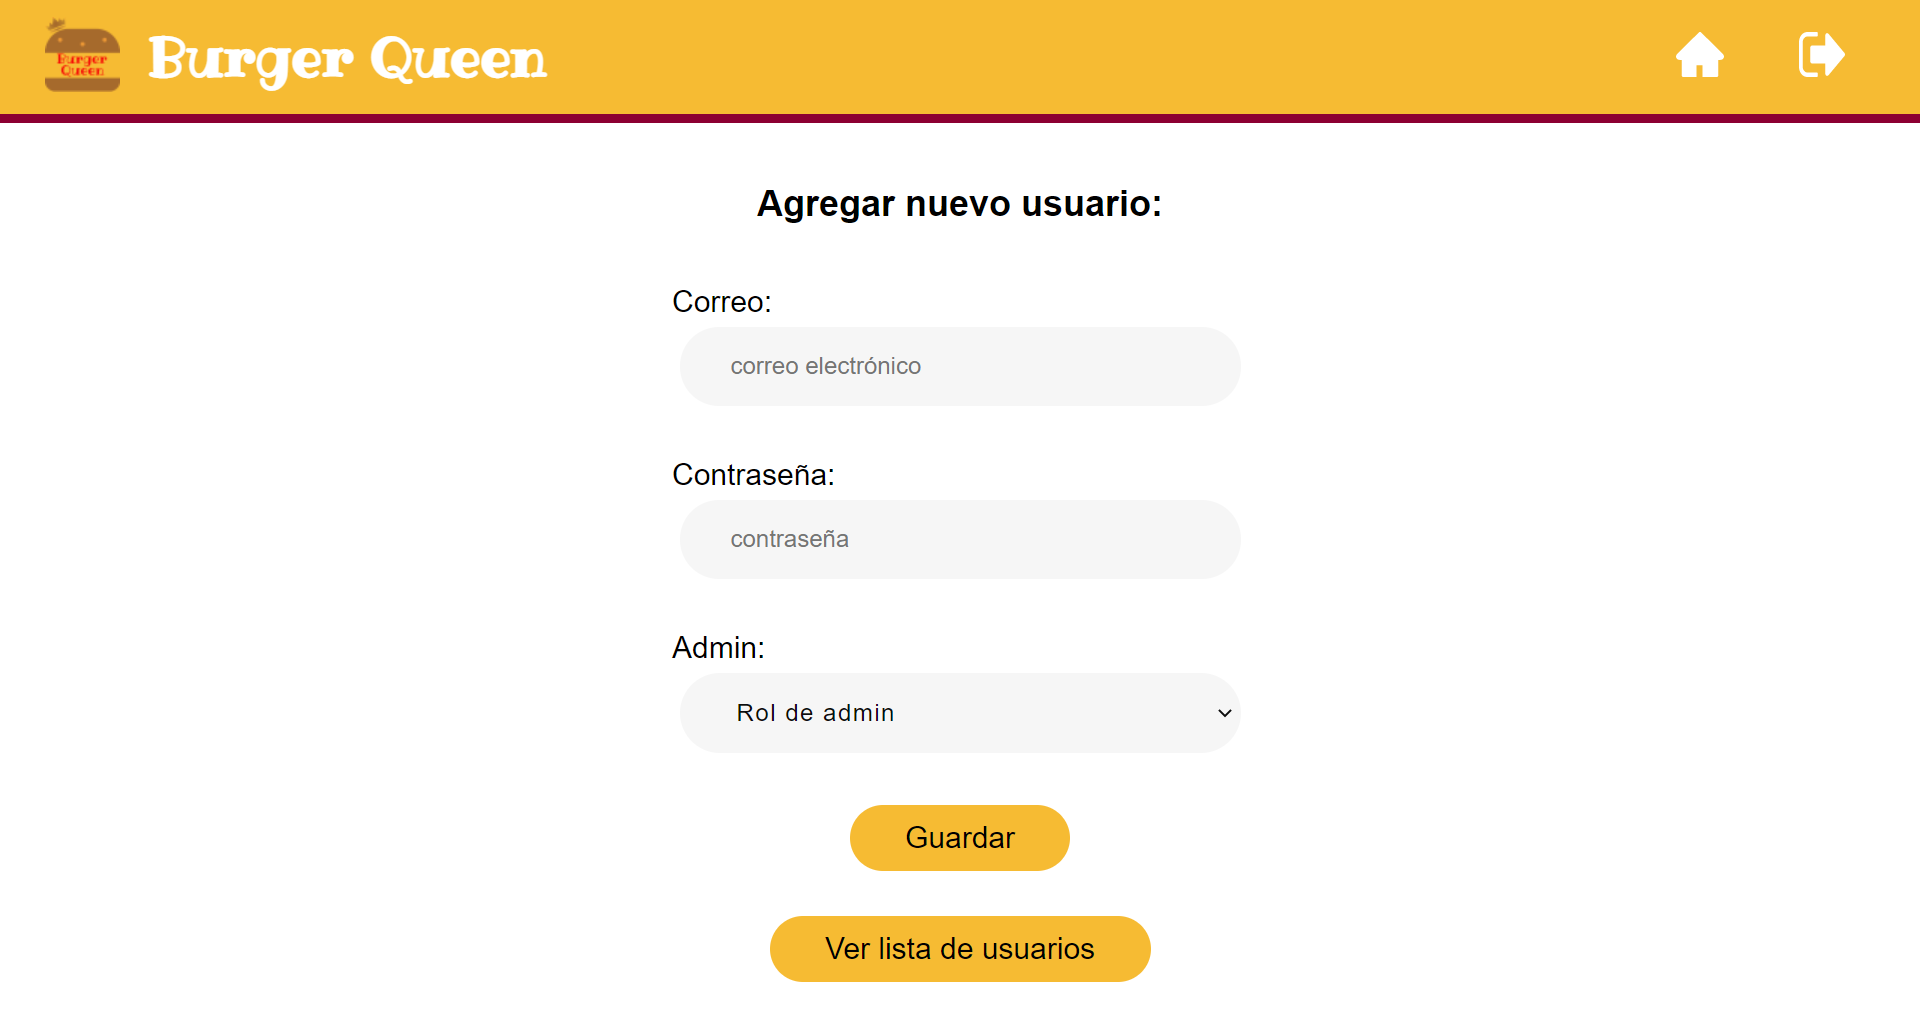 Burger
Queen
Burger Queen
Agregar nuevo usuario:
Correo:
correo electrónico
Contraseña:
contraseña
Admin:
Rol de admin
Guardar
Ver lista de usuarios